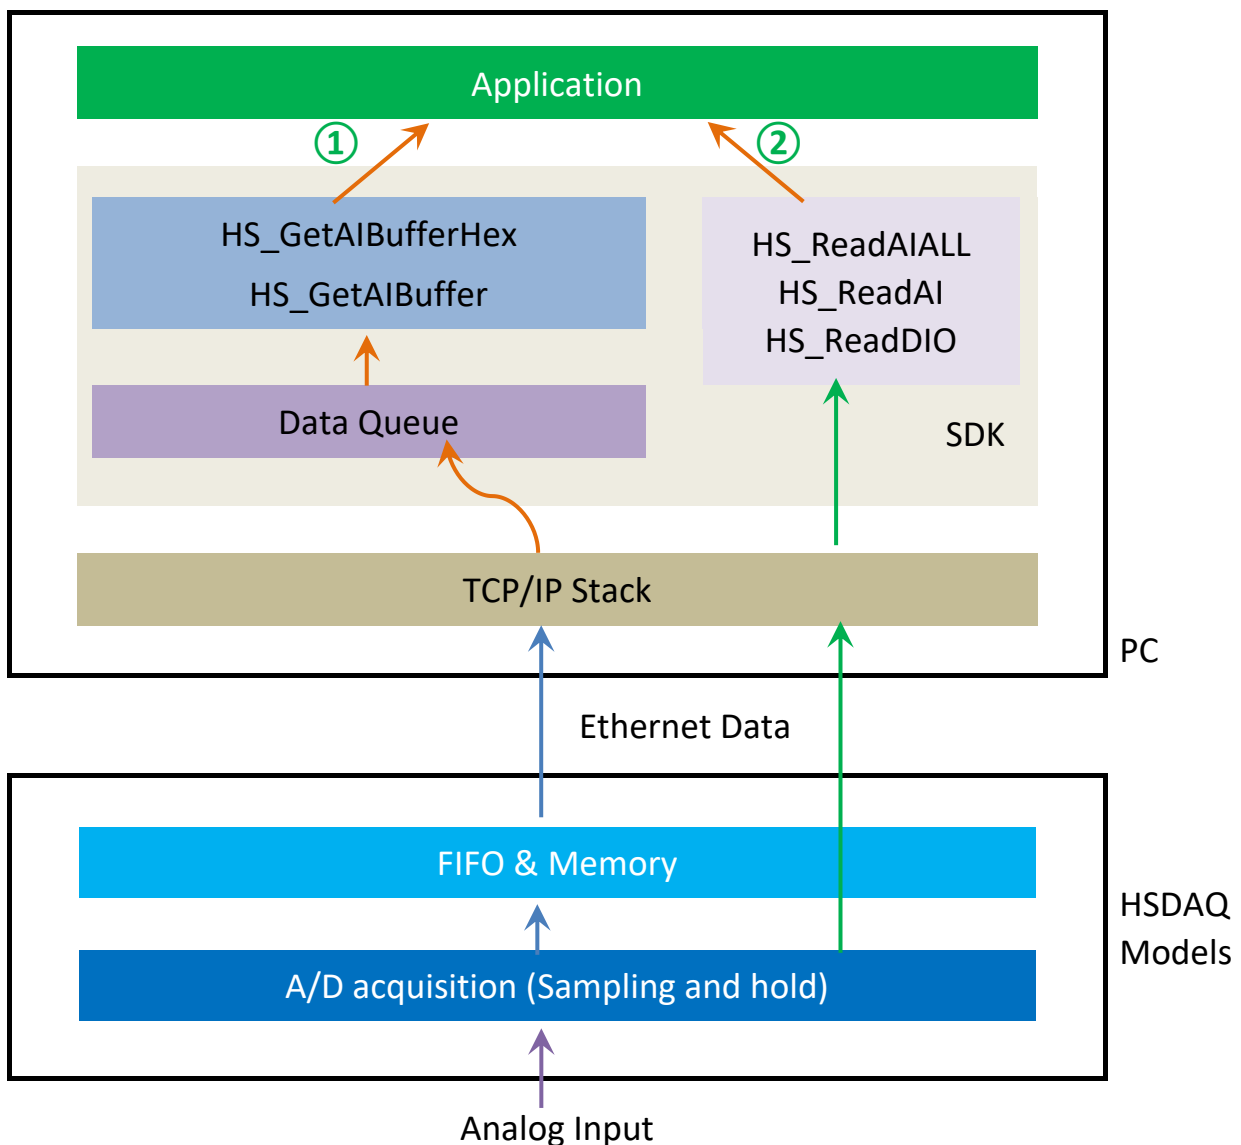 Application
① ②
HS_GetAIBufferHex
HS_GetAIBuffer
HS_ReadAIALL
HS_ReadAI
HS_ReadDIO
Data Queue
SDK
TCP/IP Stack
PC
Ethernet Data
FIFO & Memory
HSDAQ
Models
A/D acquisition (Sampling and hold)
Analog Input